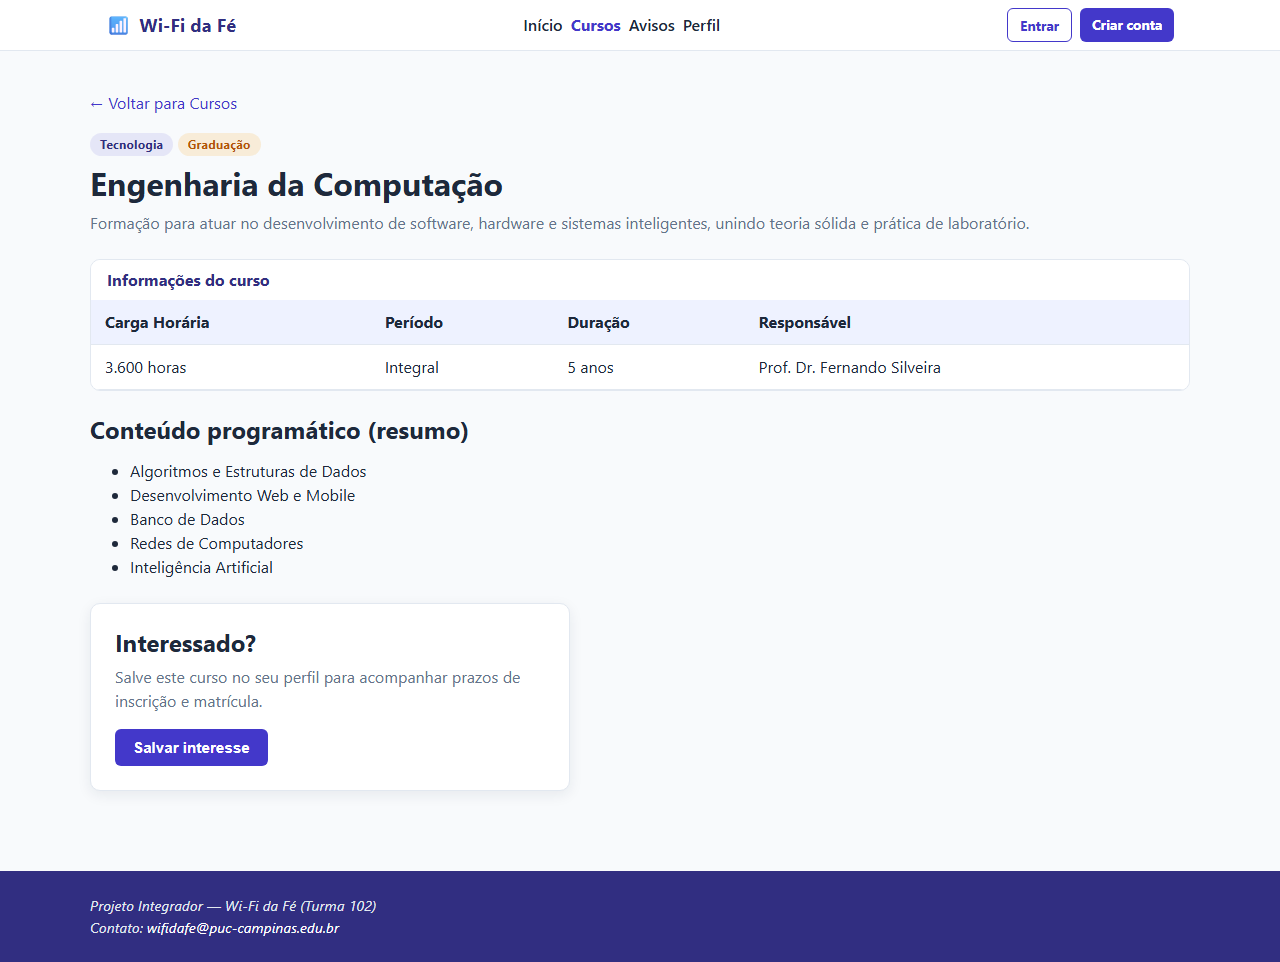 Wi-Fi da Fé
Início Cursos Avisos Perfil
Entrar Criar conta
← Voltar para Cursos
Tecnologia Graduação
Engenharia da Computação
Formação para atuar no desenvolvimento de software, hardware e sistemas inteligentes, unindo teoria sólida e prática de laboratório.
Informações do curso
Carga Horária Período Duração Responsável
3.600 horas Integral 5 anos Prof. Dr. Fernando Silveira
Conteúdo programático (resumo)
• Algoritmos e Estruturas de Dados
• Desenvolvimento Web e Mobile
• Banco de Dados
• Redes de Computadores
• Inteligência Artificial
Interessado?
Salve este curso no seu perfil para acompanhar prazos de
inscrição e matrícula.
Salvar interesse
Projeto Integrador — Wi-Fi da Fé (Turma 102)
Contato: wifidafe@puc-campinas.edu.br